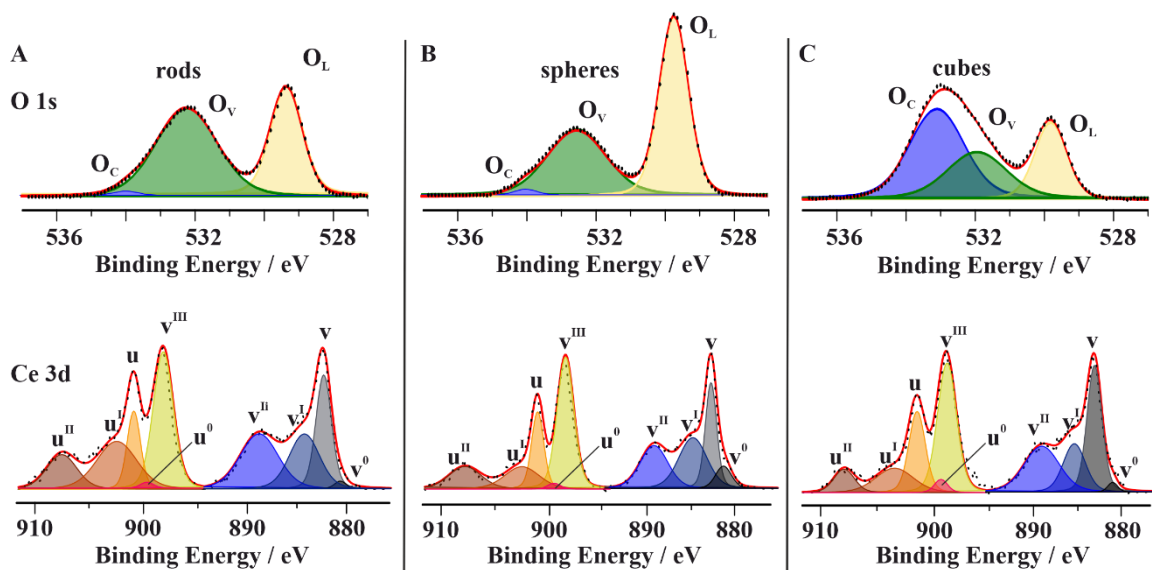 A
rods
O 1s
O_C
O_V
O_L
536
532
528
Binding Energy / eV
B
spheres
O_C
O_V
O_L
536
532
528
Binding Energy / eV
C
cubes
O_C
O_V
O_L
536
532
528
Binding Energy / eV
Ce 3d
u^II
u^I
u
v^III
u^0
v^Ii
v^I
v
v^0
910
900
890
880
Binding Energy / eV
u^II
u^I
u
v^III
u^0
v^II
v^I
v
v^0
910
900
890
880
Binding Energy / eV
u^II
u^I
u
v^III
u^0
v^II
v^I
v
v^0
910
900
890
880
Binding Energy / eV